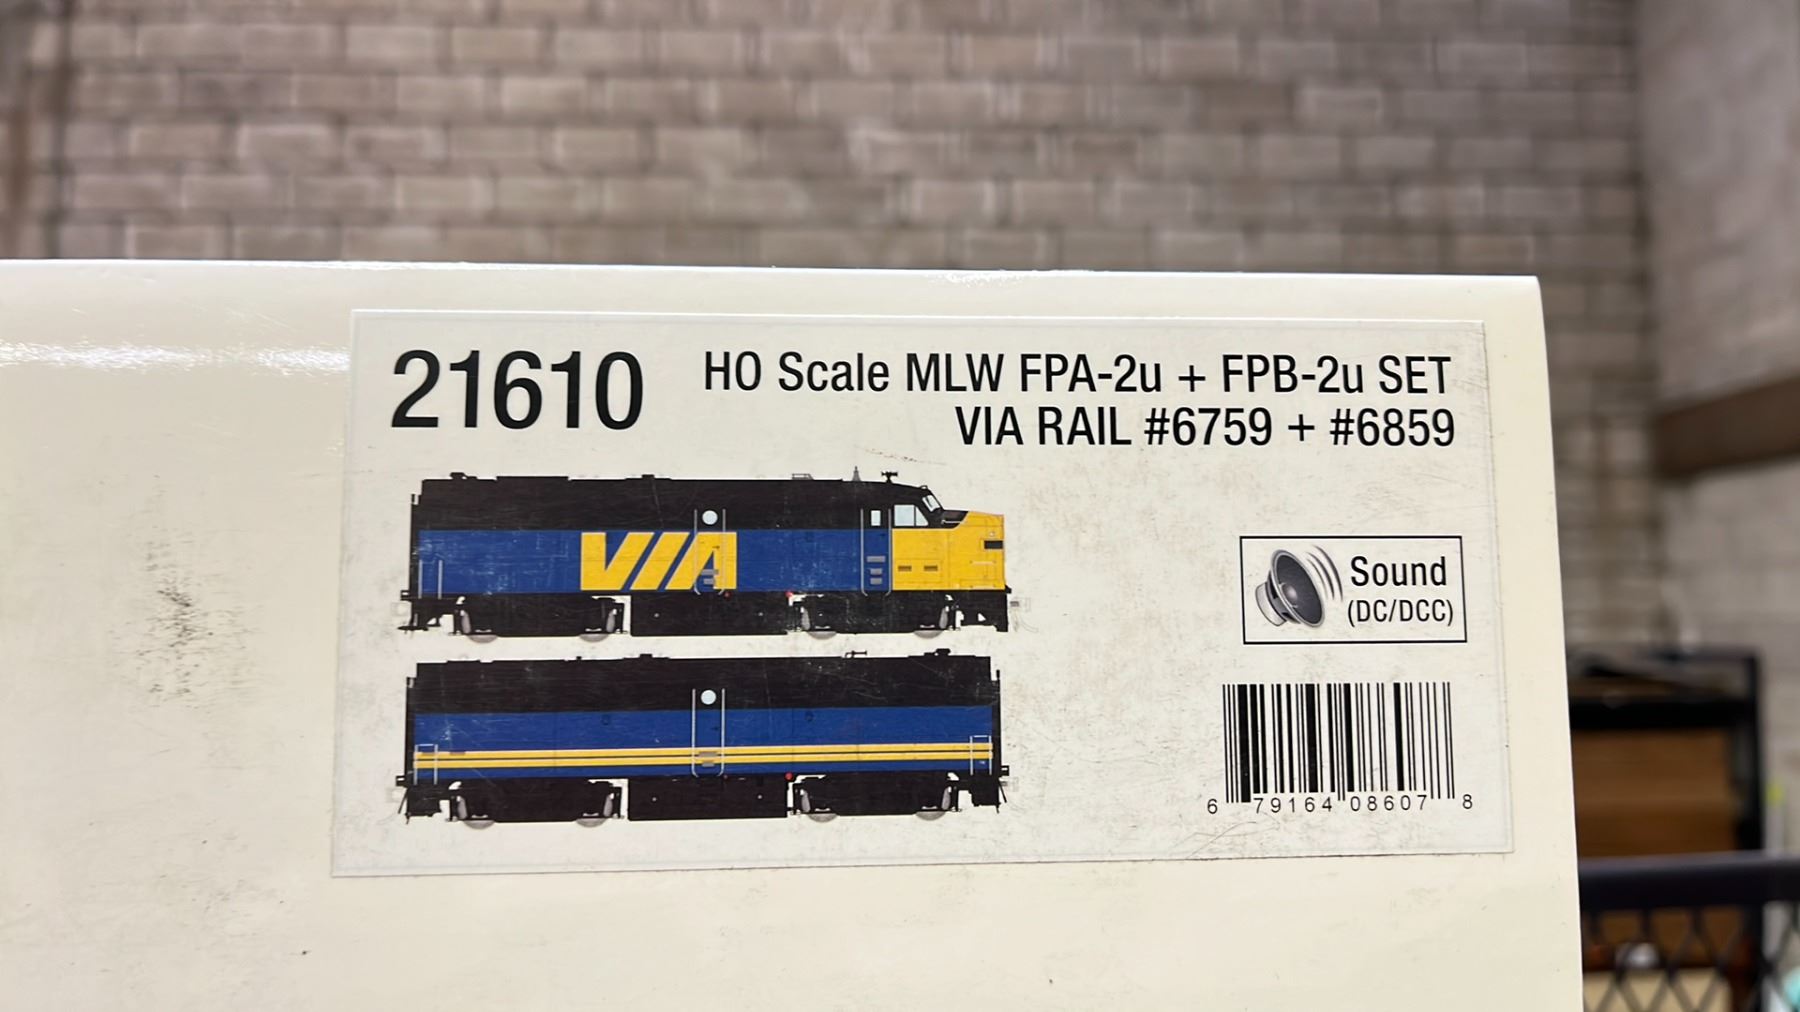 21610
HO Scale MLW FPA-2u + FPB-2u SET
VIA RAIL #6759 + #6859
VIA
Sound
(DC/DCC)
6 79164 08607 8